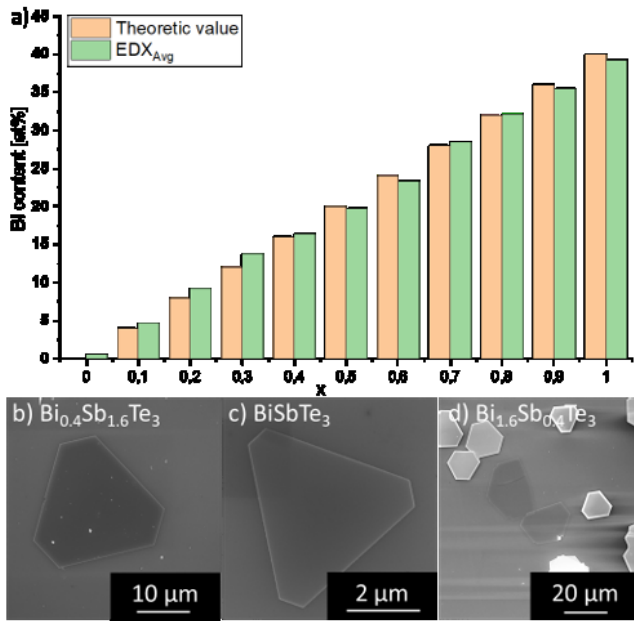 a)
45
Theoretic value
EDXAvg
40
35
30
25
20
15
10
5
0
Bi content [at%]
0 0,1 0,2 0,3 0,4 0,5 0,6 0,7 0,8 0,9 1
x
b) Bi0.4Sb1.6Te3
c) BiSbTe3
d) Bi1.6Sb0.4Te3
10 µm
2 µm
20 µm